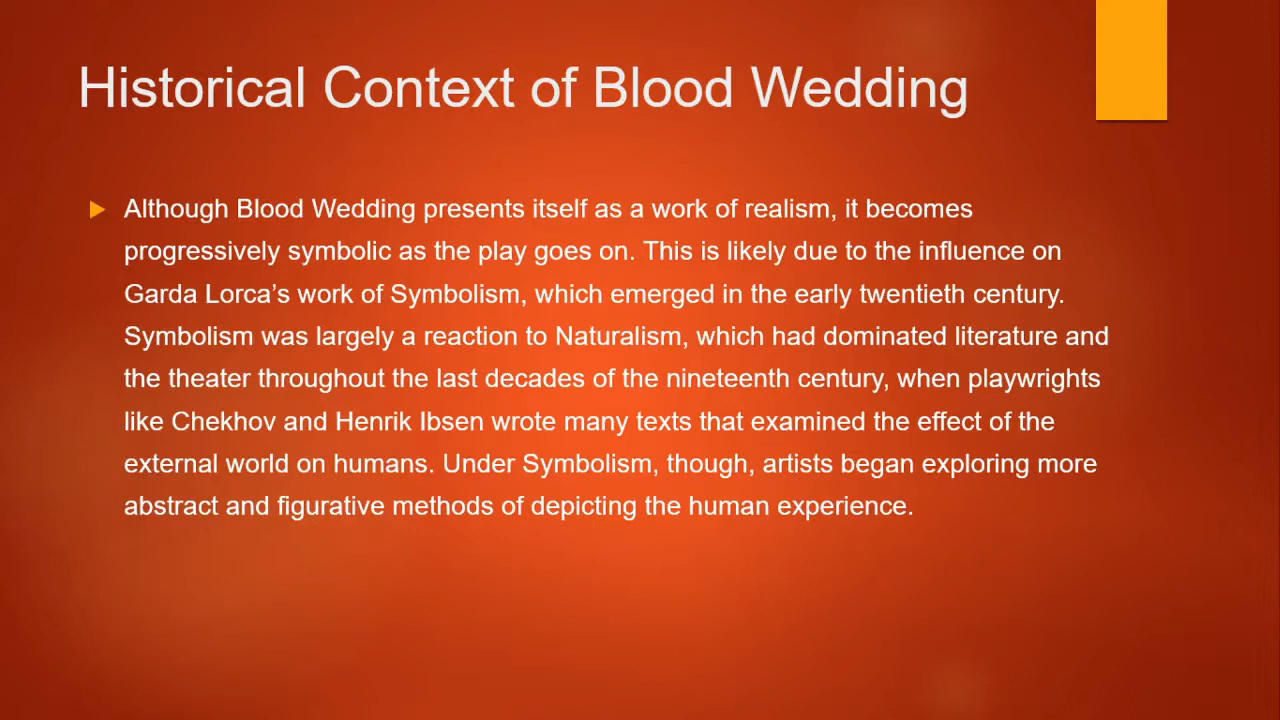 Historical Context of Blood Wedding
Although Blood Wedding presents itself as a work of realism, it becomes
progressively symbolic as the play goes on. This is likely due to the influence on
Garda Lorca’s work of Symbolism, which emerged in the early twentieth century.
Symbolism was largely a reaction to Naturalism, which had dominated literature and
the theater throughout the last decades of the nineteenth century, when playwrights
like Chekhov and Henrik Ibsen wrote many texts that examined the effect of the
external world on humans. Under Symbolism, though, artists began exploring more
abstract and figurative methods of depicting the human experience.